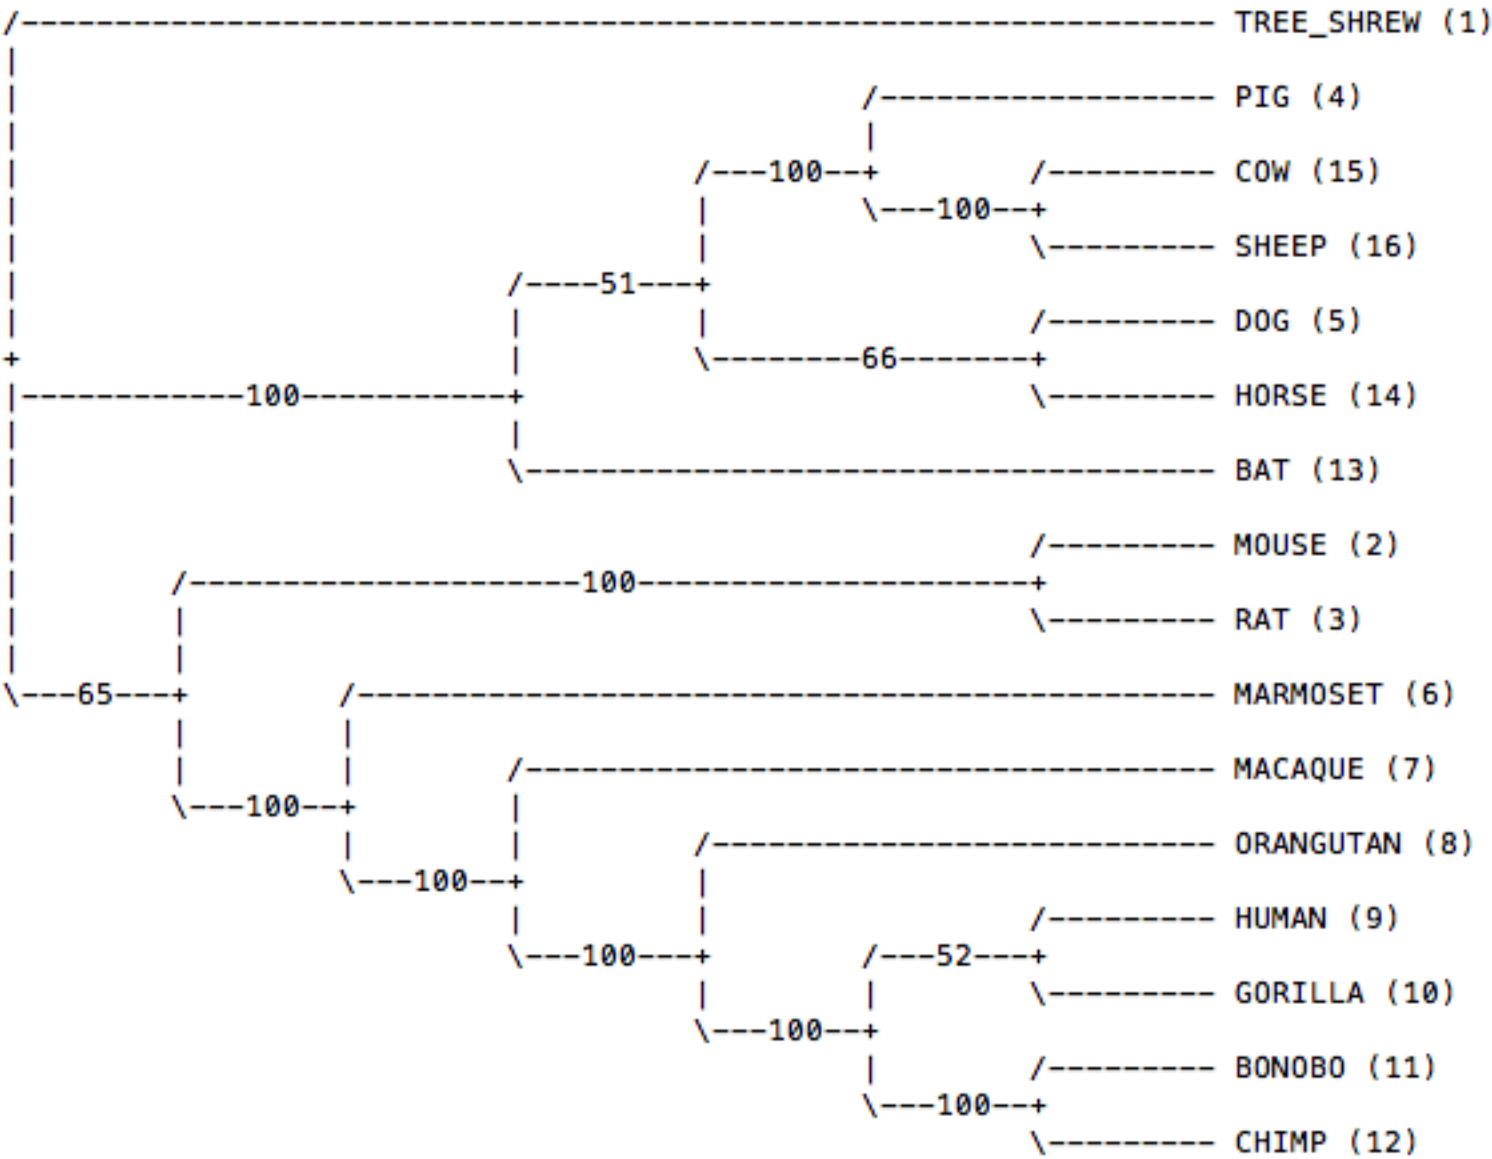 TREE_SHREW (1)
PIG (4)
100 COW (15)
100
SHEEP (16)
51
DOG (5)
66
100 HORSE (14)
BAT (13)
MOUSE (2)
100
RAT (3)
65 MARMOSET (6)
MACAQUE (7)
100
ORANGUTAN (8)
100
HUMAN (9)
100 52
GORILLA (10)
100
BONOBO (11)
100
CHIMP (12)